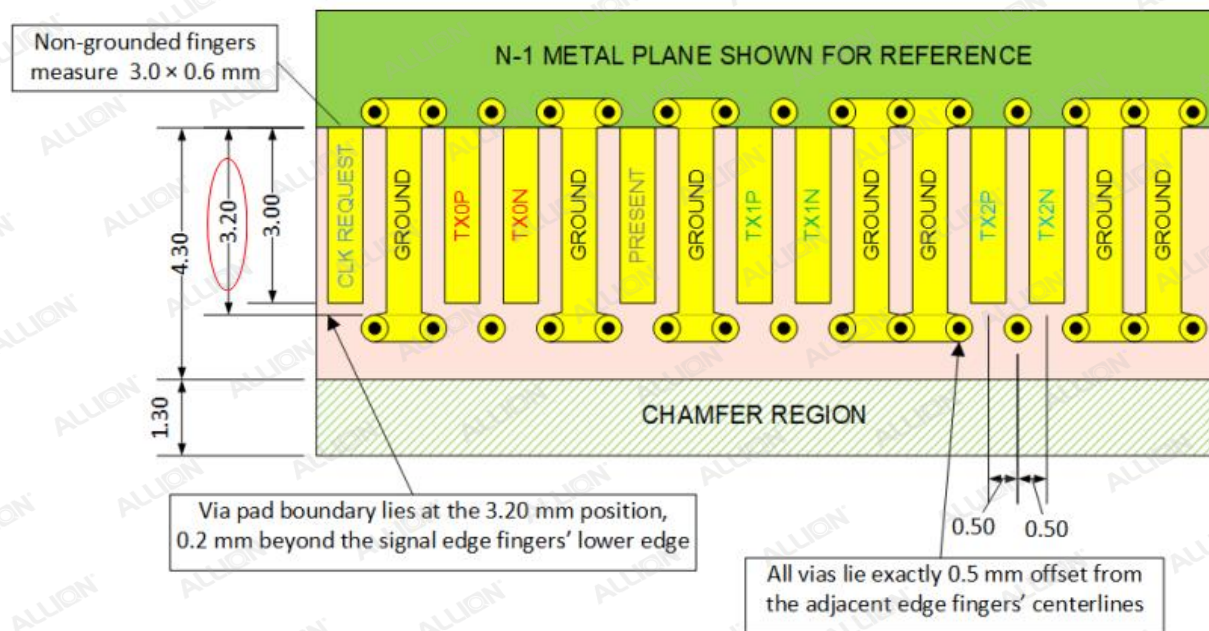 Non-grounded fingers
measure 3.0 × 0.6 mm
N-1 METAL PLANE SHOWN FOR REFERENCE
4.30
3.20
3.00
1.30
CLK REQUEST
GROUND
TX0P
TX0N
GROUND
PRESENT
GROUND
TX1P
TX1N
GROUND
GROUND
TX2P
TX2N
GROUND
GROUND
CHAMFER REGION
0.50
0.50
Via pad boundary lies at the 3.20 mm position,
0.2 mm beyond the signal edge fingers' lower edge
All vias lie exactly 0.5 mm offset from
the adjacent edge fingers' centerlines
ALLION